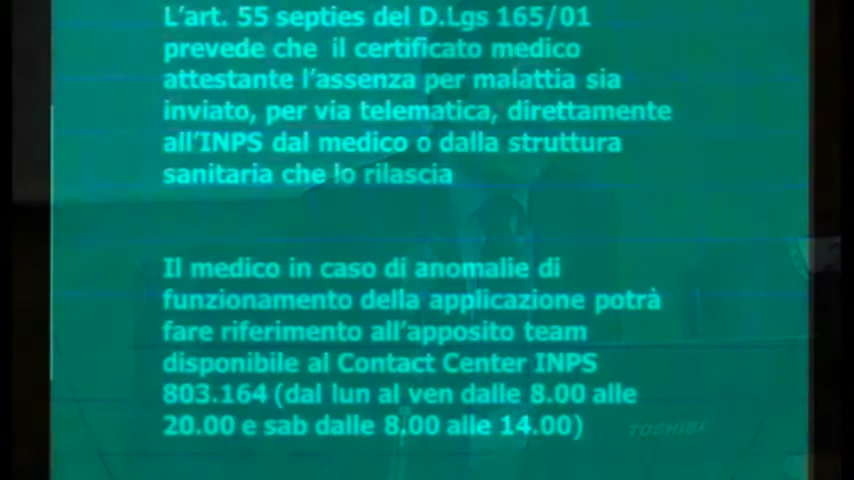 L'art. 55 septies del D.Lgs 165/01
prevede che il certificato medico
attestante l'assenza per malattia sia
inviato, per via telematica, direttamente
all'INPS dal medico o dalla struttura
sanitaria che lo rilascia
Il medico in caso di anomalie di
funzionamento della applicazione potrà
fare riferimento all'apposito team
disponibile al Contact Center INPS
803.164 (dal lun al ven dalle 8.00 alle
20.00 e sab dalle 8.00 alle 14.00)
TOSHIBA